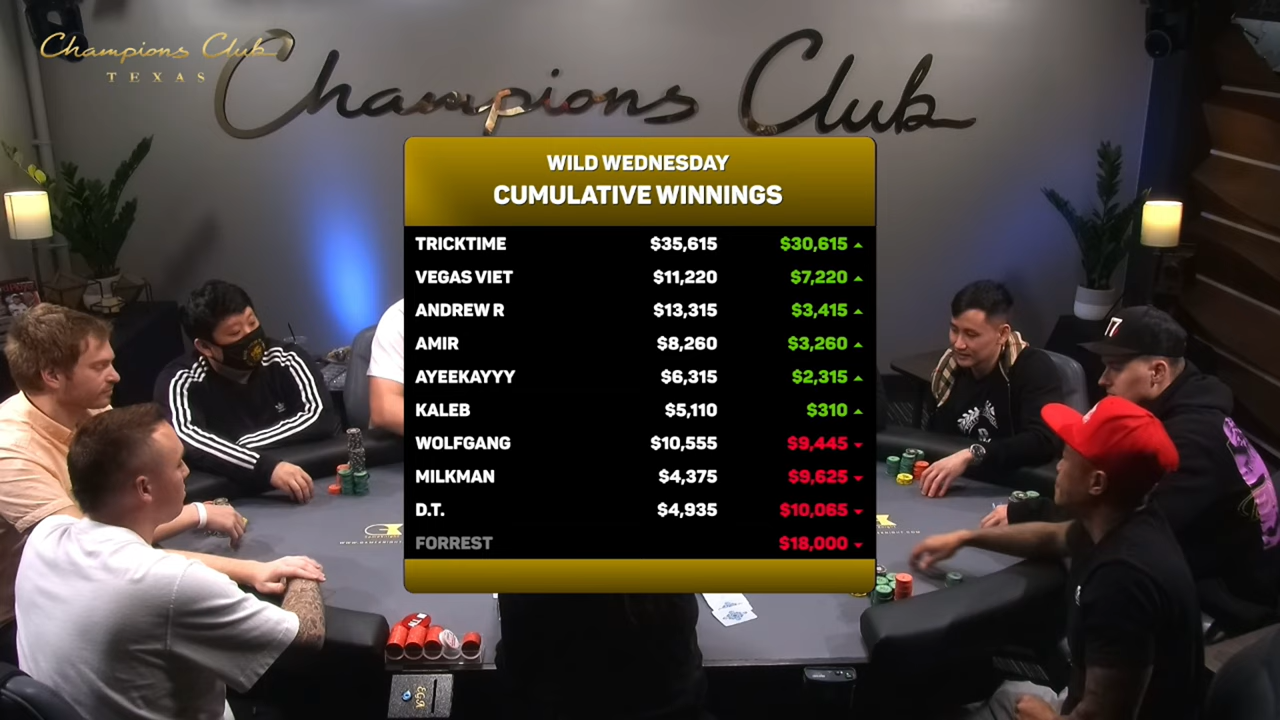 Champions Club
TEXAS
Champions Club
WILD WEDNESDAY
CUMULATIVE WINNINGS
TRICKTIME $35,615 $30,615
VEGAS VIET $11,220 $7,220
ANDREW R $13,315 $3,415
AMIR $8,260 $3,260
AYEEKAYYY $6,315 $2,315
KALEB $5,110 $310
WOLFGANG $10,555 $9,445
MILKMAN $4,375 $9,625
D.T. $4,935 $10,065
FORREST $18,000